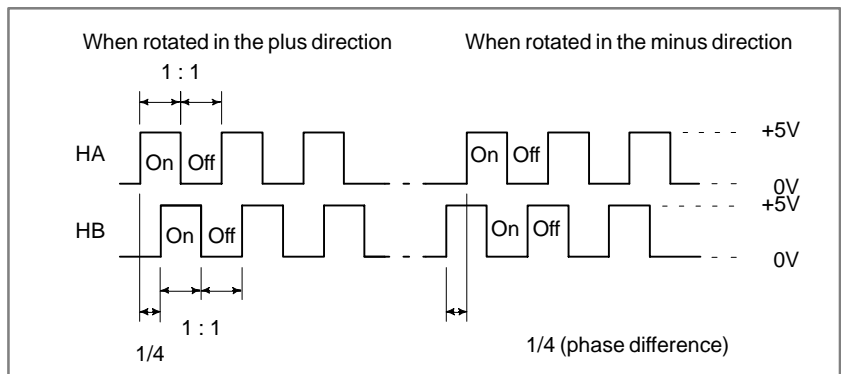 When rotated in the plus direction
When rotated in the minus direction
1 : 1
HA
On
Off
On
Off
+5V
0V
HB
On
Off
On
Off
+5V
0V
1 : 1
1/4
1/4 (phase difference)